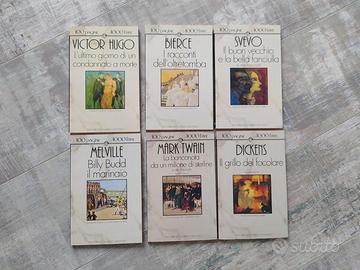 100 pagine 1000 lire
VICTOR HUGO
L'ultimo giorno di un
condannato a morte
100 pagine 1000 lire
BIERCE
I racconti
dell'oltretomba
100 pagine 1000 lire
SVEVO
Il buon vecchio
e la bella fanciulla
100 pagine 1000 lire
MELVILLE
Billy Budd
il marinaio
100 pagine 1000 lire
MARK TWAIN
La banconota
da un milione di sterline
100 pagine 1000 lire
DICKENS
Il grillo del focolare
subito